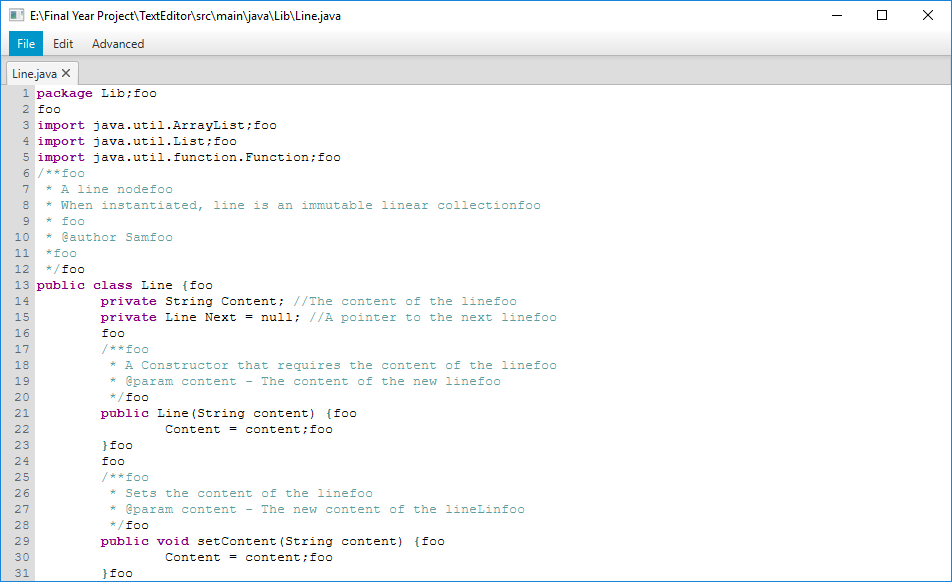 E:\Final Year Project\TextEditor\src\main\java\Lib\Line.java
File Edit Advanced
Line.java
1 package Lib;foo
2 foo
3 import java.util.ArrayList;foo
4 import java.util.List;foo
5 import java.util.function.Function;foo
6 /**foo
7  * A line nodefoo
8  * When instantiated, line is an immutable linear collectionfoo
9  * foo
10  * @author Samfoo
11 *foo
12  */foo
13 public class Line {foo
14         private String Content; //The content of the linefoo
15         private Line Next = null; //A pointer to the next linefoo
16         foo
17         /**foo
18          * A Constructor that requires the content of the linefoo
19          * @param content - The content of the new linefoo
20          */foo
21         public Line(String content) {foo
22                 Content = content;foo
23         }foo
24         foo
25         /**foo
26          * Sets the content of the linefoo
27          * @param content - The new content of the lineLinfoo
28          */foo
29         public void setContent(String content) {foo
30                 Content = content;foo
31         }foo